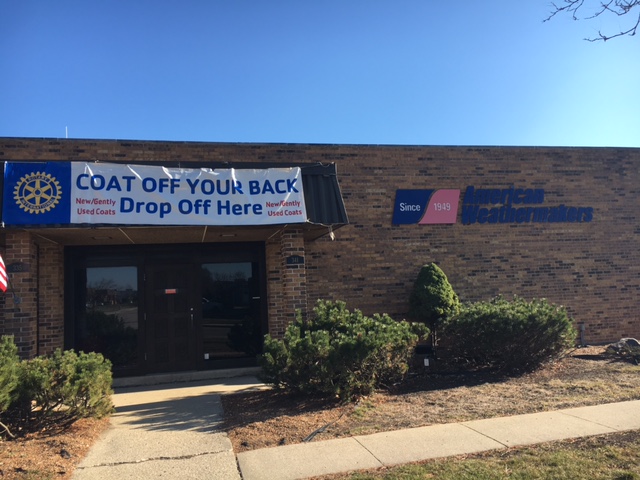 COAT OFF YOUR BACK
New/Gently
Used Coats
Drop Off Here
New/Gently
Used Coats
Since 1949
American
Weathermakers